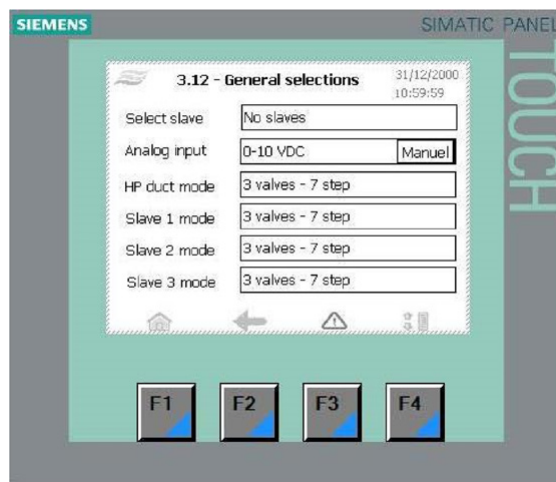 SIEMENS
SIMATIC PANEL
TOUCH
3.12 - General selections
31/12/2000
10:59:59
Select slave No slaves
Analog input 0-10 VDC Manuel
HP duct mode 3 valves - 7 step
Slave 1 mode 3 valves - 7 step
Slave 2 mode 3 valves - 7 step
Slave 3 mode 3 valves - 7 step
F1 F2 F3 F4